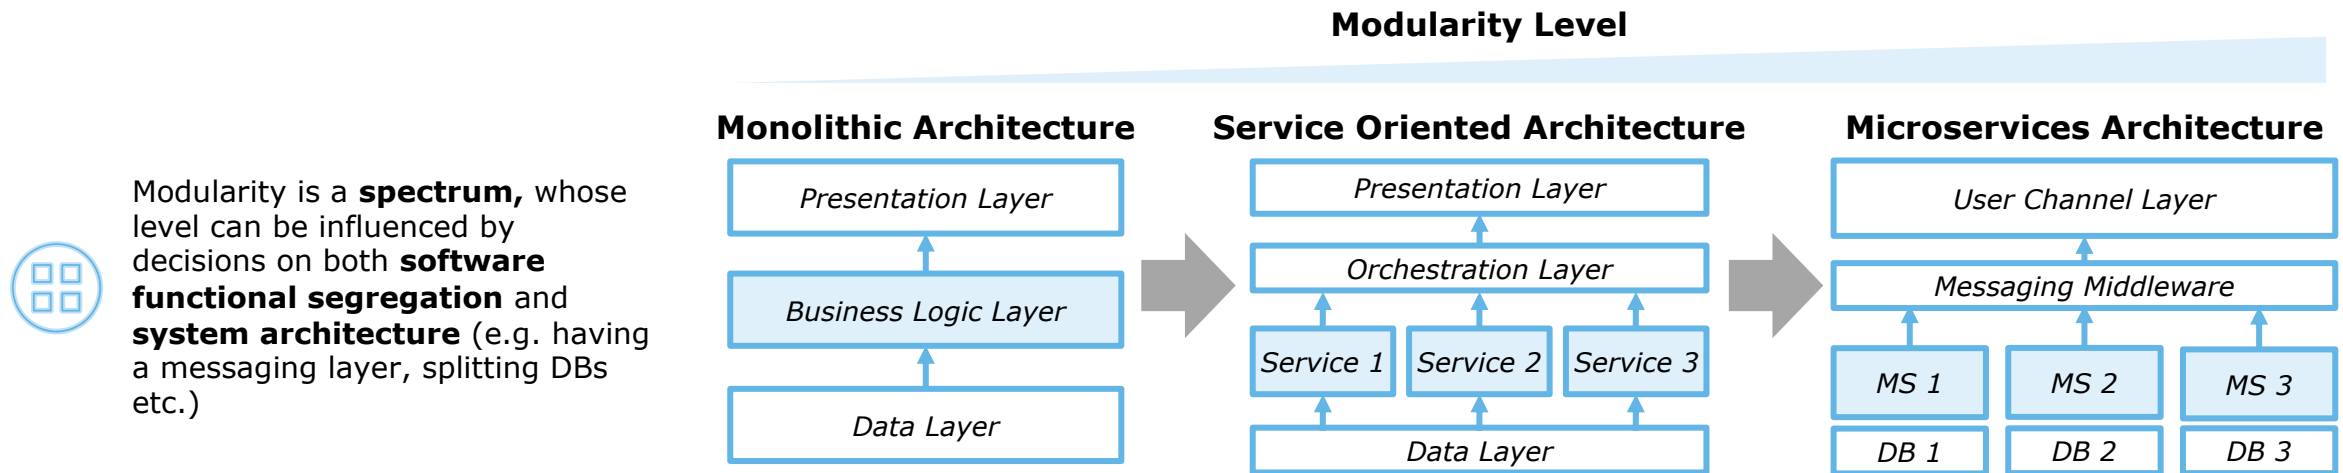 Modularity Level
Modularity is a spectrum, whose
level can be influenced by
decisions on both software
functional segregation and
system architecture (e.g. having
a messaging layer, splitting DBs
etc.)
Monolithic Architecture
Presentation Layer
Business Logic Layer
Data Layer
Service Oriented Architecture
Presentation Layer
Orchestration Layer
Service 1
Service 2
Service 3
Data Layer
Microservices Architecture
User Channel Layer
Messaging Middleware
MS 1
MS 2
MS 3
DB 1
DB 2
DB 3